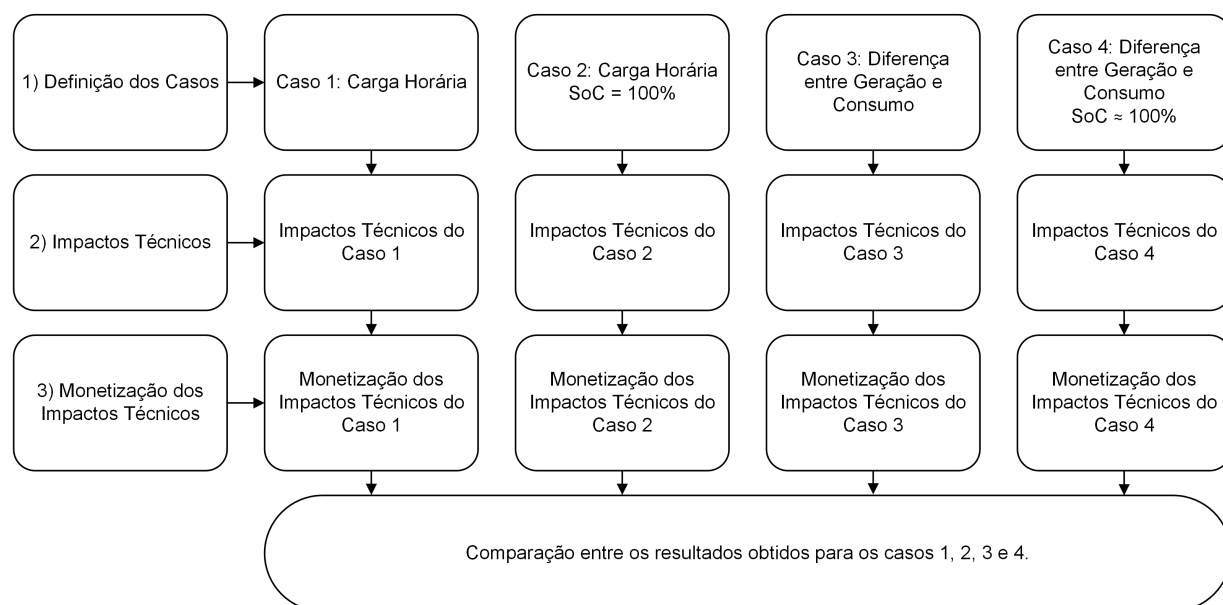 1) Definição dos Casos
Caso 1: Carga Horária
Caso 2: Carga Horária
SoC = 100%
Caso 3: Diferença
entre Geração e
Consumo
Caso 4: Diferença
entre Geração e
Consumo
SoC ≈ 100%
2) Impactos Técnicos
Impactos Técnicos do
Caso 1
Impactos Técnicos do
Caso 2
Impactos Técnicos do
Caso 3
Impactos Técnicos do
Caso 4
3) Monetização dos
Impactos Técnicos
Monetização dos
Impactos Técnicos do
Caso 1
Monetização dos
Impactos Técnicos do
Caso 2
Monetização dos
Impactos Técnicos do
Caso 3
Monetização dos
Impactos Técnicos do
Caso 4
Comparação entre os resultados obtidos para os casos 1, 2, 3 e 4.